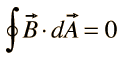 ∮B⃗ · dA⃗ = 0